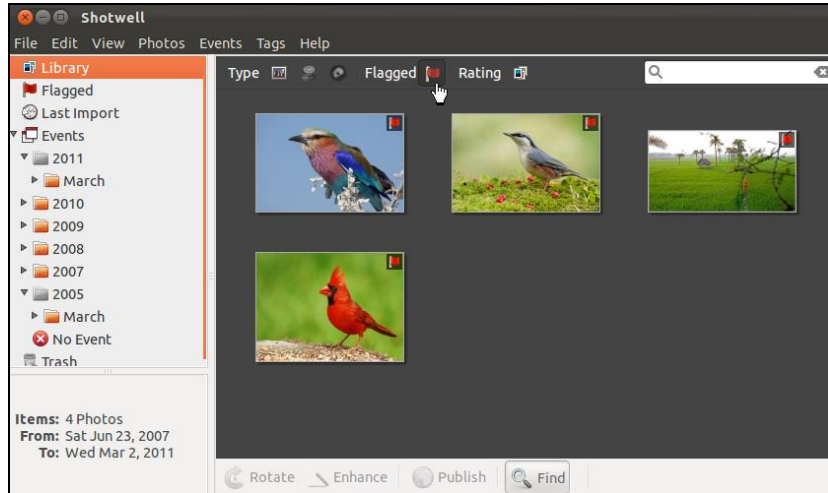 Shotwell
File Edit View Photos Events Tags Help
Library
Flagged
Last Import
Events
2011
March
2010
2009
2008
2007
2005
March
No Event
Trash
Items: 4 Photos
From: Sat Jun 23, 2007
To: Wed Mar 2, 2011
Type Flagged Rating
Rotate Enhance Publish Find